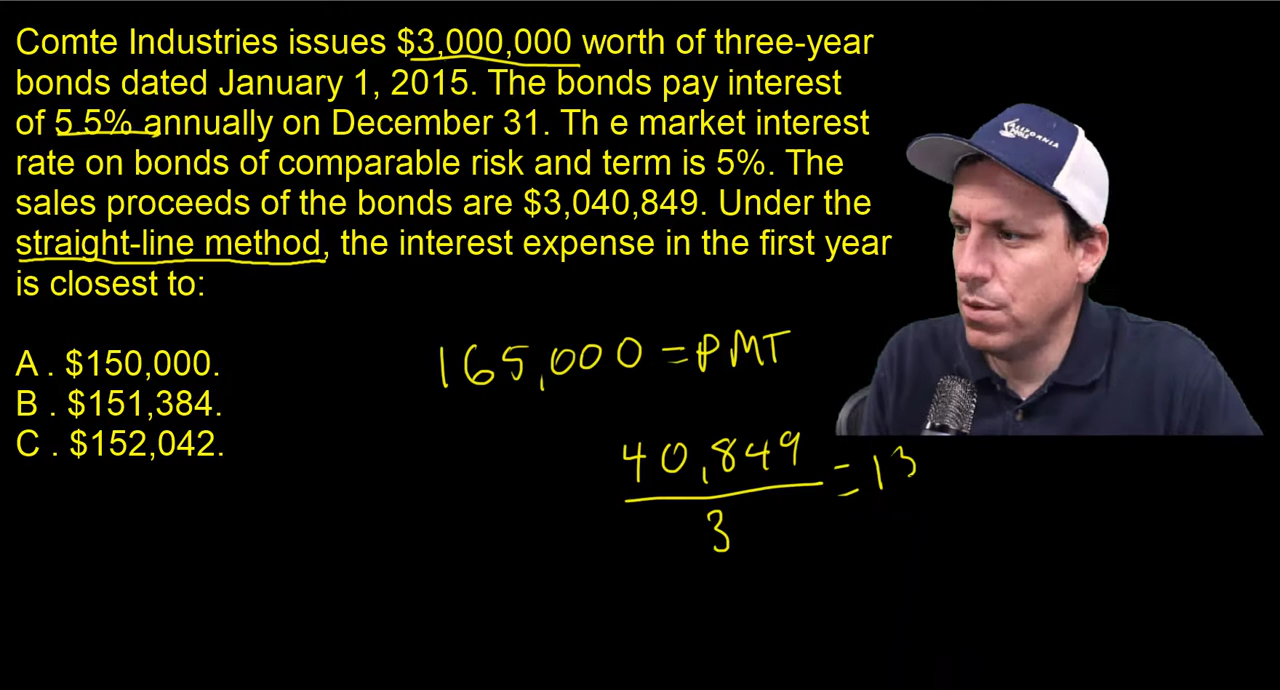 Comte Industries issues $3,000,000 worth of three-year
bonds dated January 1, 2015. The bonds pay interest
of 5.5% annually on December 31. Th e market interest
rate on bonds of comparable risk and term is 5%. The
sales proceeds of the bonds are $3,040,849. Under the
straight-line method, the interest expense in the first year
is closest to:
A . $150,000.
B . $151,384.
C . $152,042.
165,000 = PMT
40,849
3
= 13
CALIFORNIA